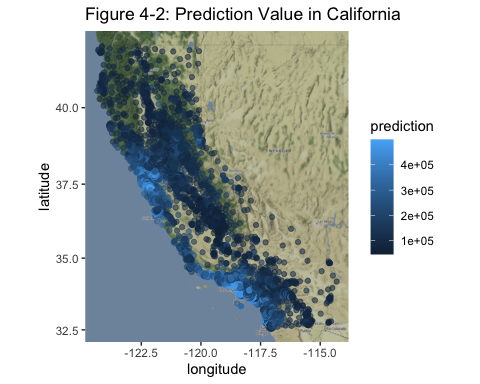 Figure 4-2: Prediction Value in California
latitude
40.0
37.5
35.0
32.5
-122.5
-120.0
-117.5
-115.0
longitude
prediction
4e+05
3e+05
2e+05
1e+05